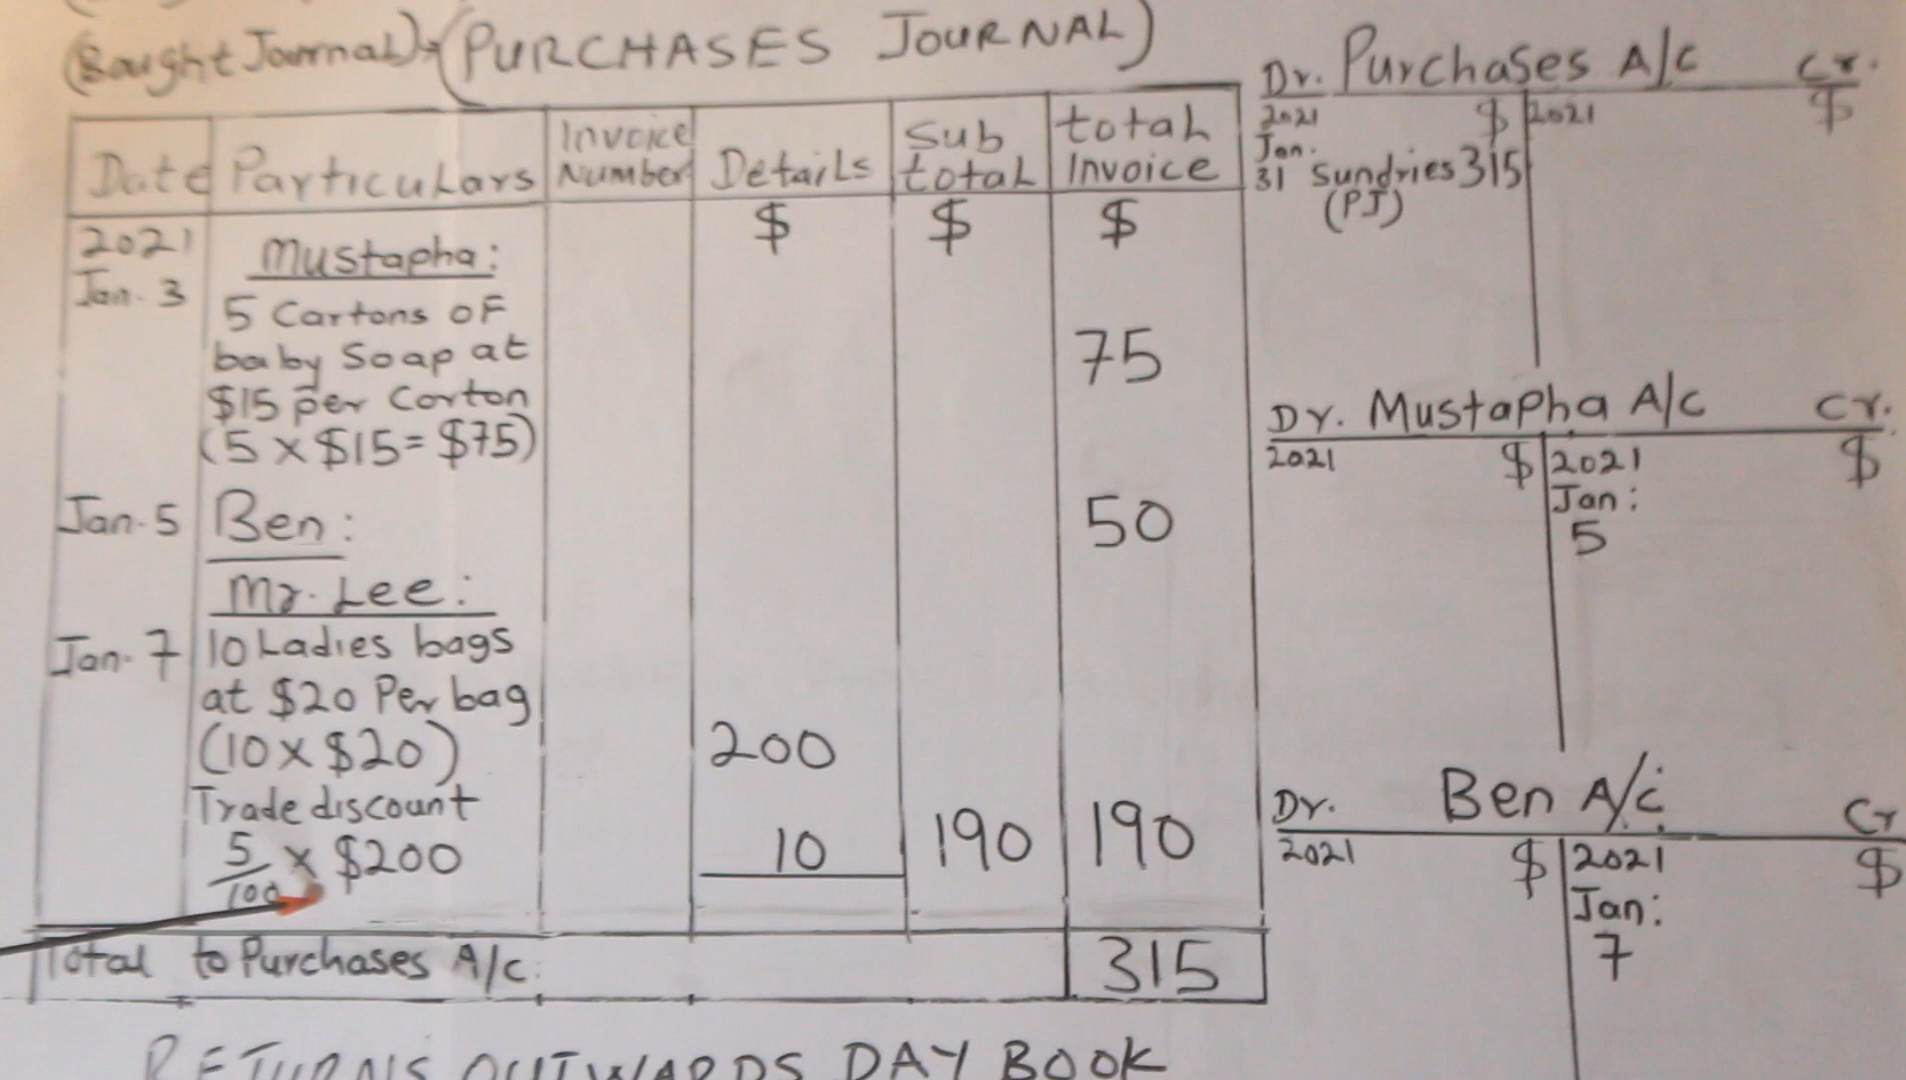 (Bought Journal) (PURCHASES JOURNAL)
Date Particulars Invoice Number Details Sub total total Invoice
$ $ $
2021
Jan. 3
Mustapha:
5 Cartons of
baby Soap at
$15 per Carton
(5 x $15 = $75)
75
Jan. 5 Ben: 50
Mr. Lee:
Jan. 7 10 Ladies bags
at $20 Per bag
(10 x $20) 200
Trade discount
5/100 x $200 10 190 190
Total to Purchases A/c. 315
RETURNS OUTWARDS DAY BOOK
Dr. Purchases A/c Cr.
2021 $ 2021 $
Jan.
31 Sundries 315
(PJ)
Dr. Mustapha A/c Cr.
2021 $ 2021 $
Jan:
5
Dr. Ben A/c Cr
2021 $ 2021 $
Jan:
7